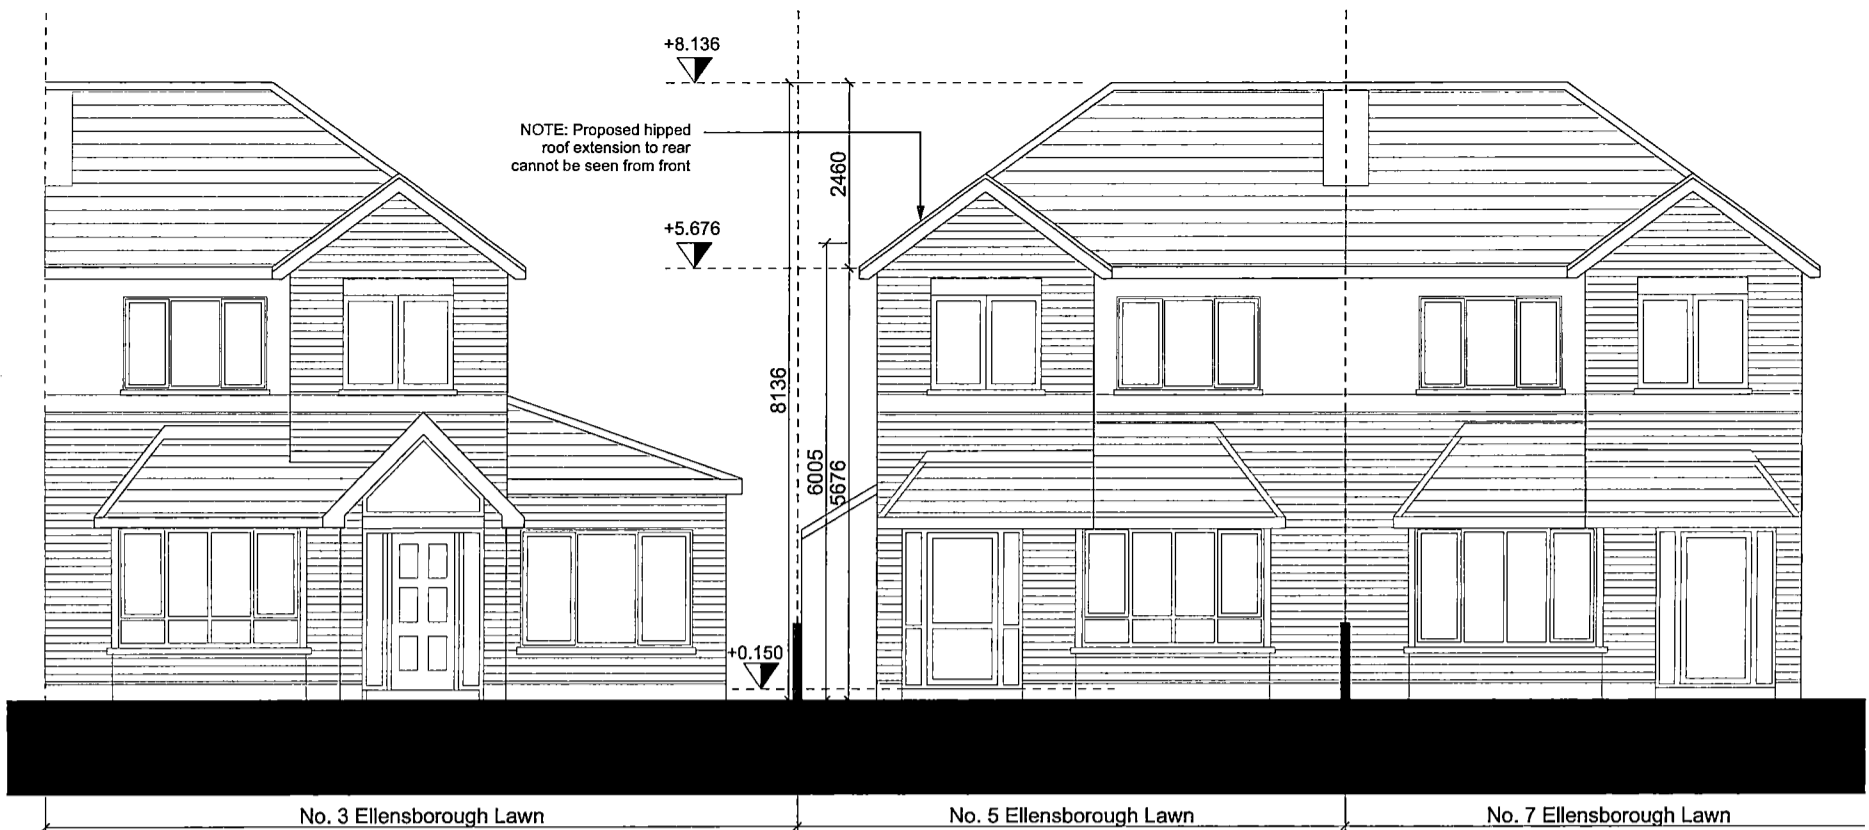 +8.136
NOTE: Proposed hipped
roof extension to rear
cannot be seen from front
2460
+5.676
8136
6005
5676
+0.150
No. 3 Ellensborough Lawn
No. 5 Ellensborough Lawn
No. 7 Ellensborough Lawn